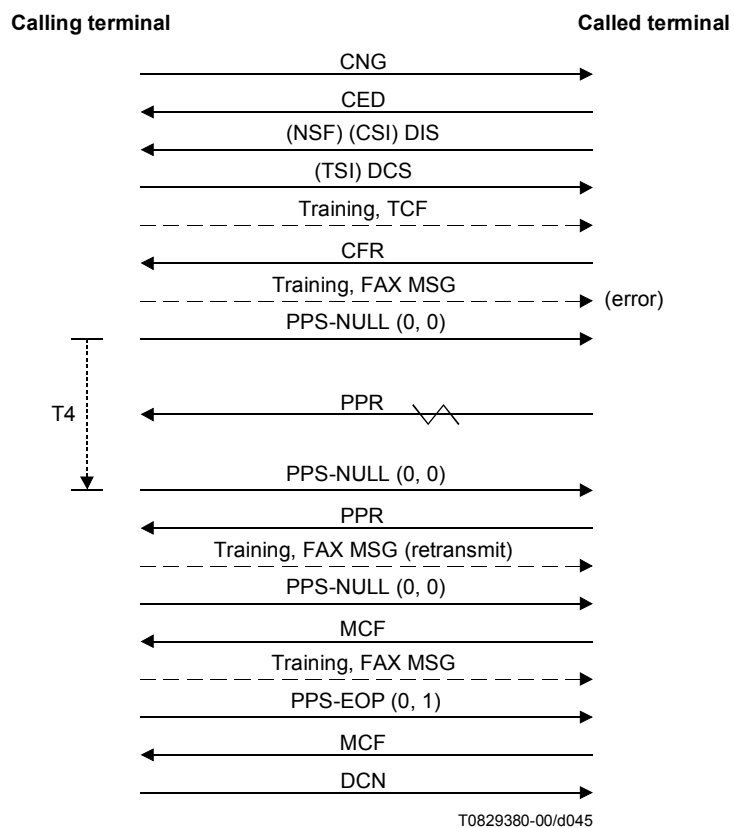 Calling terminal
Called terminal
CNG
CED
(NSF) (CSI) DIS
(TSI) DCS
Training, TCF
CFR
Training, FAX MSG
(error)
PPS-NULL (0, 0)
T4
PPR
PPS-NULL (0, 0)
PPR
Training, FAX MSG (retransmit)
PPS-NULL (0, 0)
MCF
Training, FAX MSG
PPS-EOP (0, 1)
MCF
DCN
T0829380-00/d045